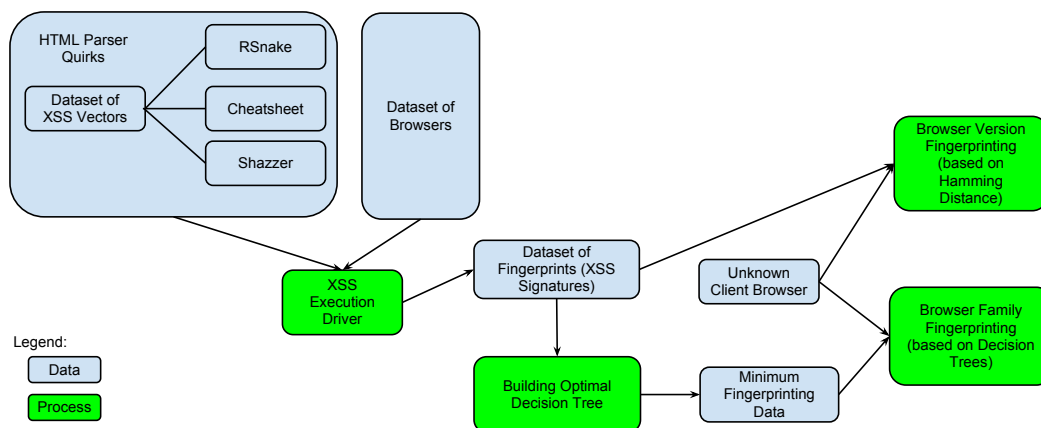 HTML Parser
Quirks
Dataset of
XSS Vectors
RSnake
Cheatsheet
Shazzer
Dataset of
Browsers
Browser Version
Fingerprinting
(based on
Hamming
Distance)
XSS
Execution
Driver
Dataset of
Fingerprints (XSS
Signatures)
Unknown
Client Browser
Browser Family
Fingerprinting
(based on Decision
Trees)
Building Optimal
Decision Tree
Minimum
Fingerprinting
Data
Legend:
Data
Process